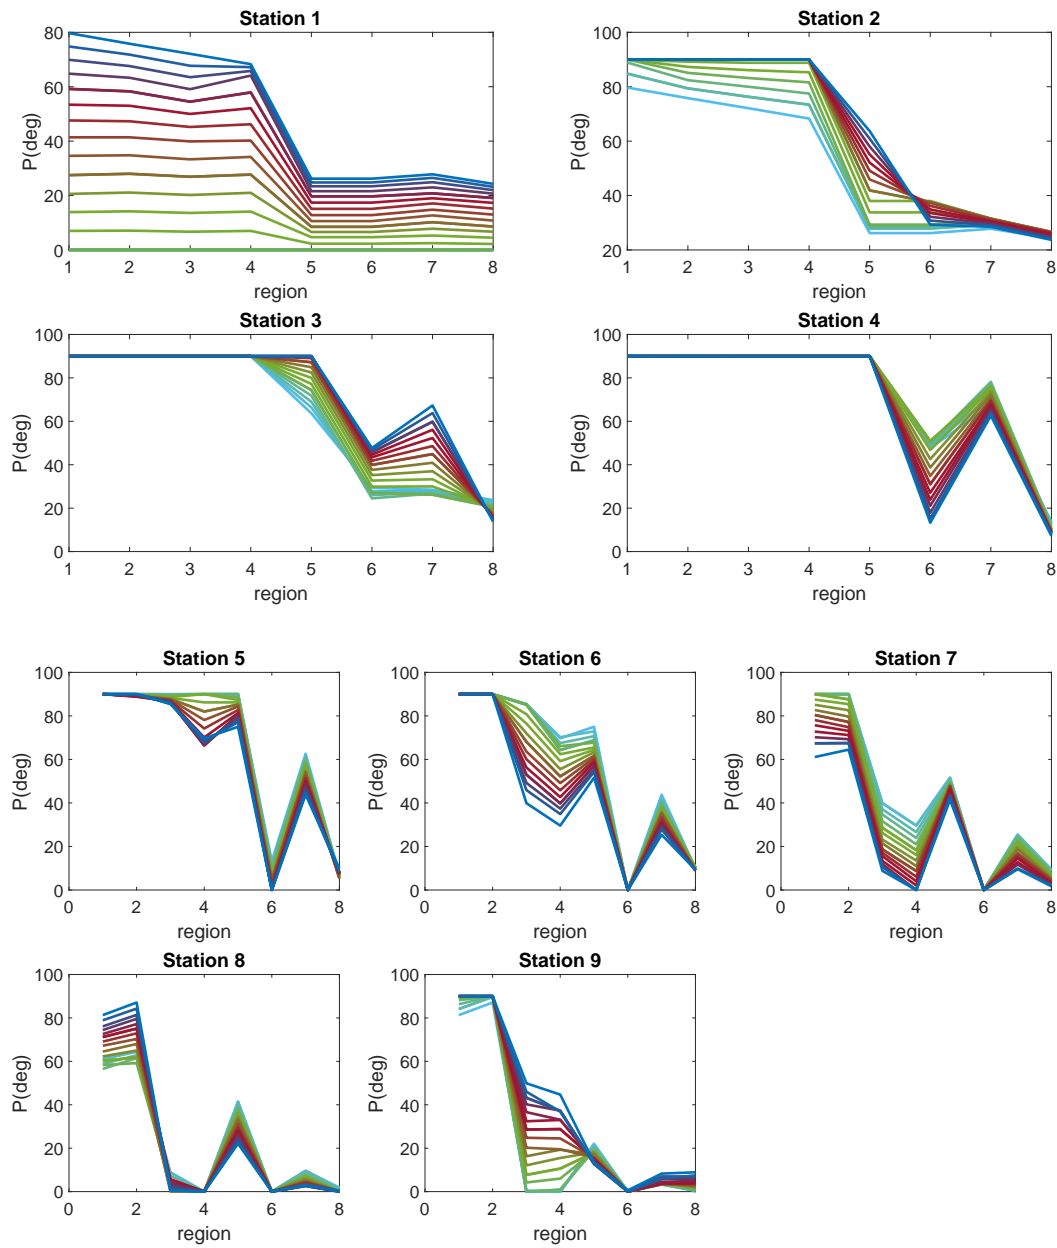 Station 1
80
60
40
20
0
P(deg)
1 2 3 4 5 6 7 8
region
Station 2
100
80
60
40
20
P(deg)
1 2 3 4 5 6 7 8
region
Station 3
100
80
60
40
20
0
P(deg)
1 2 3 4 5 6 7 8
region
Station 4
100
80
60
40
20
0
P(deg)
1 2 3 4 5 6 7 8
region
Station 5
100
80
60
40
20
0
P(deg)
0 2 4 6 8
region
Station 6
100
80
60
40
20
0
P(deg)
0 2 4 6 8
region
Station 7
100
80
60
40
20
0
P(deg)
0 2 4 6 8
region
Station 8
100
80
60
40
20
0
P(deg)
0 2 4 6 8
region
Station 9
100
80
60
40
20
0
P(deg)
0 2 4 6 8
region